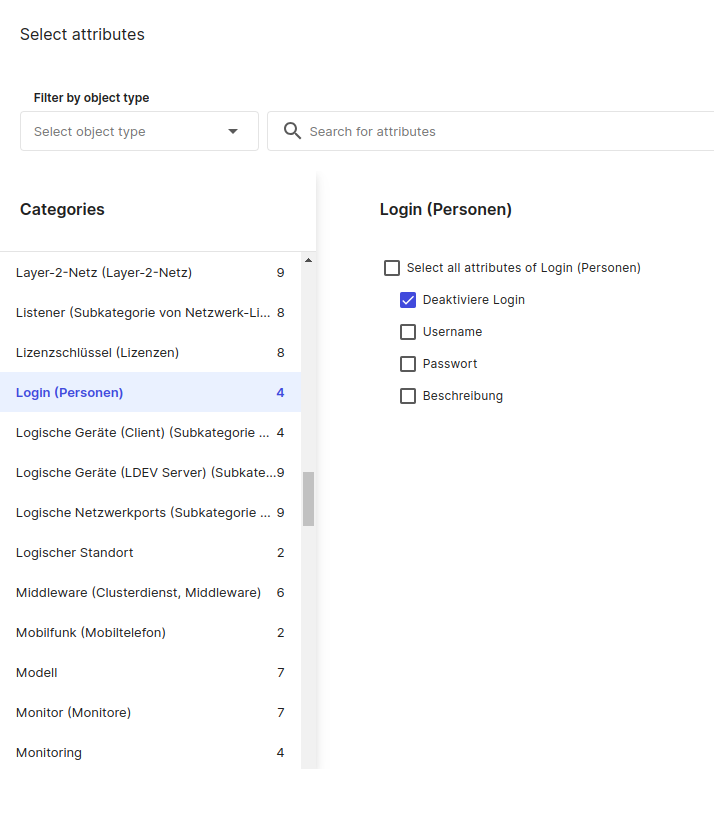 Select attributes
Filter by object type
Select object type
Search for attributes
Categories
Layer-2-Netz (Layer-2-Netz) 9
Listener (Subkategorie von Netzwerk-Li... 8
Lizenzschlüssel (Lizenzen) 8
Login (Personen) 4
Logische Geräte (Client) (Subkategorie ... 4
Logische Geräte (LDEV Server) (Subkate... 9
Logische Netzwerkports (Subkategorie ... 9
Logischer Standort 2
Middleware (Clusterdienst, Middleware) 6
Mobilfunk (Mobiltelefon) 2
Modell 7
Monitor (Monitore) 7
Monitoring 4
Login (Personen)
Select all attributes of Login (Personen)
Deaktiviere Login
Username
Passwort
Beschreibung